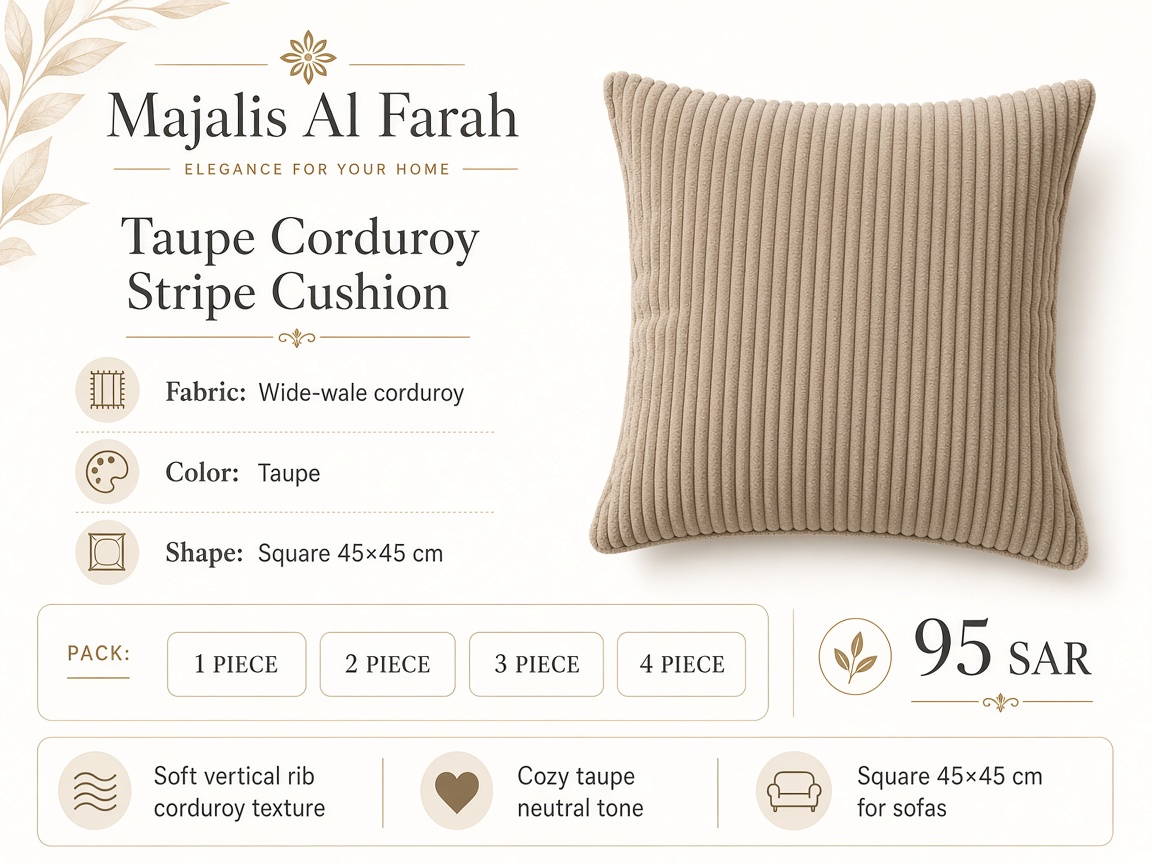 Majalis Al Farah
ELEGANCE FOR YOUR HOME
Taupe Corduroy
Stripe Cushion
Fabric: Wide-wale corduroy
Color: Taupe
Shape: Square 45×45 cm
PACK:
1 PIECE
2 PIECE
3 PIECE
4 PIECE
95 SAR
Soft vertical rib
corduroy texture
Cozy taupe
neutral tone
Square 45×45 cm
for sofas